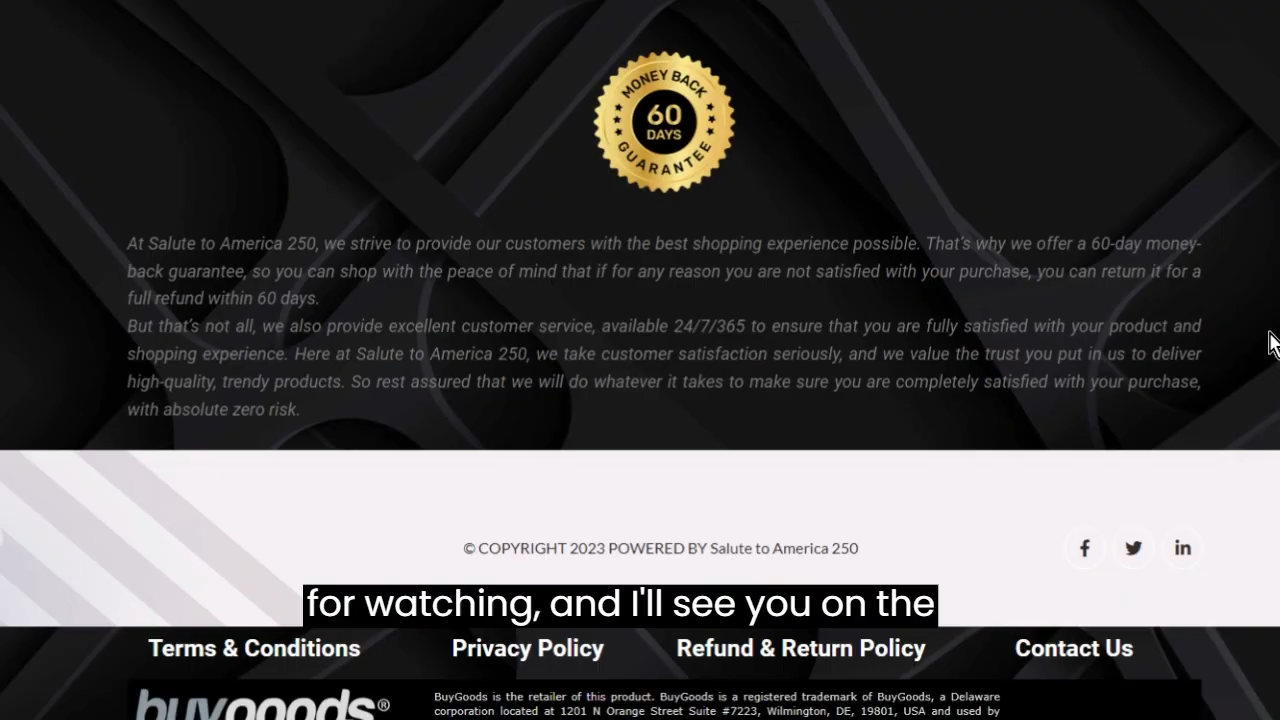 MONEY BACK
60
DAYS
GUARANTEE
At Salute to America 250, we strive to provide our customers with the best shopping experience possible. That's why we offer a 60-day money-
back guarantee, so you can shop with the peace of mind that if for any reason you are not satisfied with your purchase, you can return it for a
full refund within 60 days.
But that's not all, we also provide excellent customer service, available 24/7/365 to ensure that you are fully satisfied with your product and
shopping experience. Here at Salute to America 250, we take customer satisfaction seriously, and we value the trust you put in us to deliver
high-quality, trendy products. So rest assured that we will do whatever it takes to make sure you are completely satisfied with your purchase,
with absolute zero risk.
© COPYRIGHT 2023 POWERED BY Salute to America 250
for watching, and I'll see you on the
Terms & Conditions Privacy Policy Refund & Return Policy Contact Us
buygoods®
BuyGoods is the retailer of this product. BuyGoods is a registered trademark of BuyGoods, a Delaware
corporation located at 1201 N Orange Street Suite #7223, Wilmington, DE, 19801, USA and used by